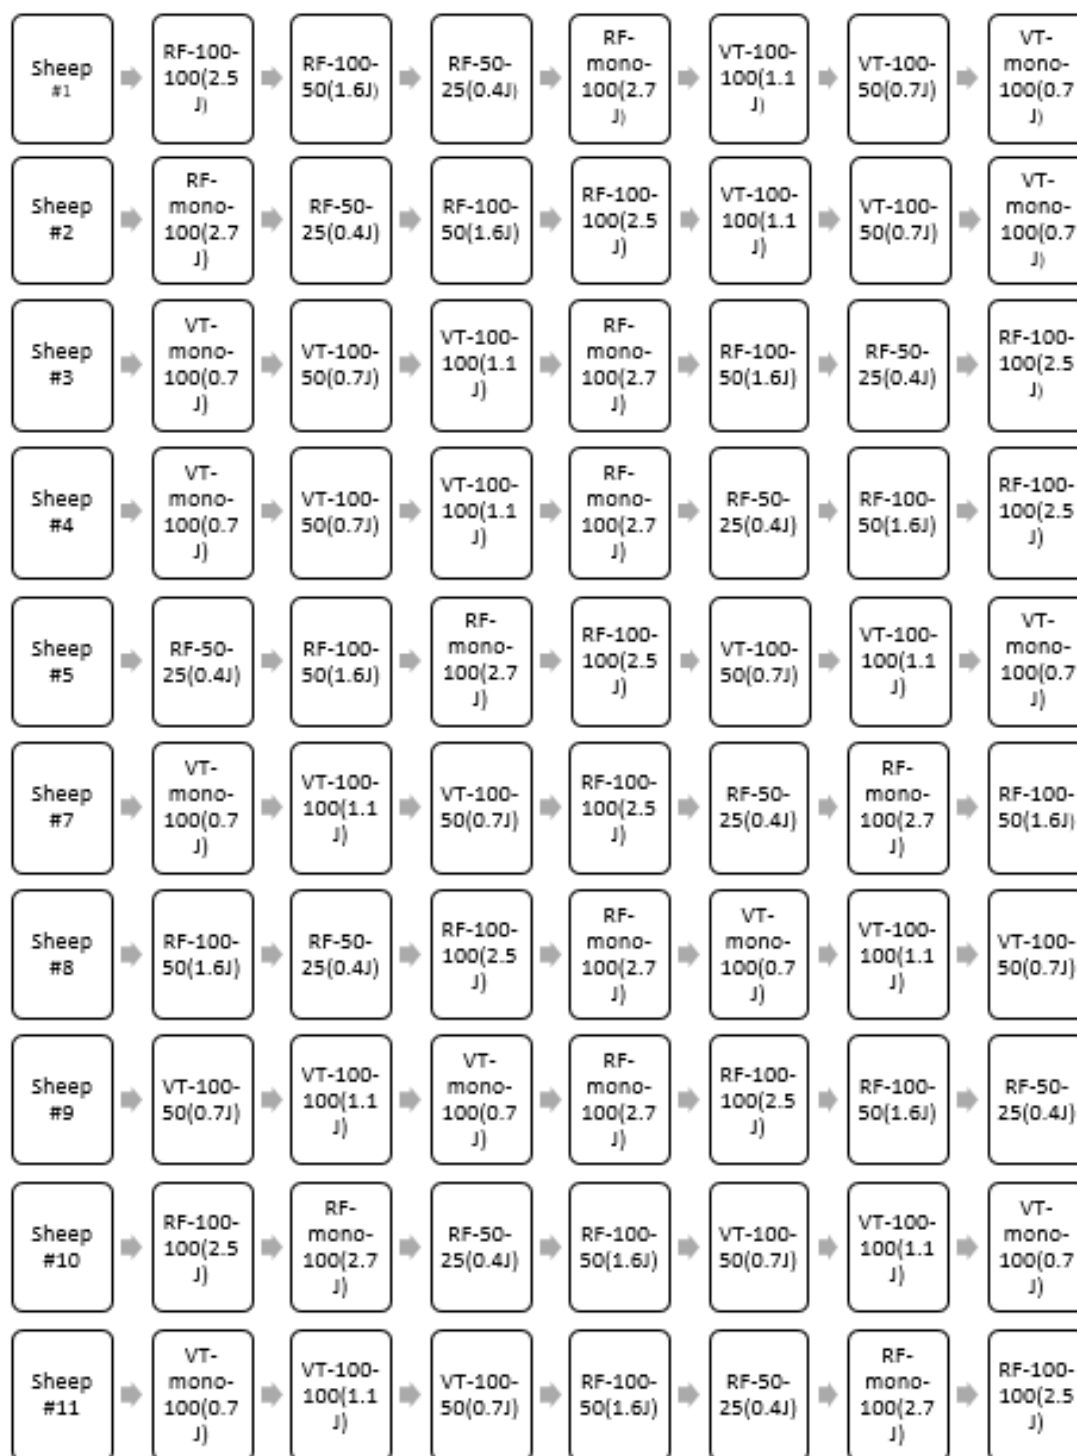 Sheep
#1
RF-100-
100(2.5
J)
RF-100-
50(1.6J)
RF-50-
25(0.4J)
RF-
mono-
100(2.7
J)
VT-100-
100(1.1
J)
VT-100-
50(0.7J)
VT-
mono-
100(0.7
J)
Sheep
#2
RF-
mono-
100(2.7
J)
RF-50-
25(0.4J)
RF-100-
50(1.6J)
RF-100-
100(2.5
J)
VT-100-
100(1.1
J)
VT-100-
50(0.7J)
VT-
mono-
100(0.7
J)
Sheep
#3
VT-
mono-
100(0.7
J)
VT-100-
50(0.7J)
VT-100-
100(1.1
J)
RF-
mono-
100(2.7
J)
RF-100-
50(1.6J)
RF-50-
25(0.4J)
RF-100-
100(2.5
J)
Sheep
#4
VT-
mono-
100(0.7
J)
VT-100-
50(0.7J)
VT-100-
100(1.1
J)
RF-
mono-
100(2.7
J)
RF-50-
25(0.4J)
RF-100-
50(1.6J)
RF-100-
100(2.5
J)
Sheep
#5
RF-50-
25(0.4J)
RF-100-
50(1.6J)
RF-
mono-
100(2.7
J)
RF-100-
100(2.5
J)
VT-100-
50(0.7J)
VT-100-
100(1.1
J)
VT-
mono-
100(0.7
J)
Sheep
#7
VT-
mono-
100(0.7
J)
VT-100-
100(1.1
J)
VT-100-
50(0.7J)
RF-100-
100(2.5
J)
RF-50-
25(0.4J)
RF-
mono-
100(2.7
J)
RF-100-
50(1.6J)
Sheep
#8
RF-100-
50(1.6J)
RF-50-
25(0.4J)
RF-100-
100(2.5
J)
RF-
mono-
100(2.7
J)
VT-
mono-
100(0.7
J)
VT-100-
100(1.1
J)
VT-100-
50(0.7J)
Sheep
#9
VT-100-
50(0.7J)
VT-100-
100(1.1
J)
VT-
mono-
100(0.7
J)
RF-
mono-
100(2.7
J)
RF-100-
100(2.5
J)
RF-100-
50(1.6J)
RF-50-
25(0.4J)
Sheep
#10
RF-100-
100(2.5
J)
RF-
mono-
100(2.7
J)
RF-50-
25(0.4J)
RF-100-
50(1.6J)
VT-100-
50(0.7J)
VT-100-
100(1.1
J)
VT-
mono-
100(0.7
J)
Sheep
#11
VT-
mono-
100(0.7
J)
VT-100-
100(1.1
J)
VT-100-
50(0.7J)
RF-100-
50(1.6J)
RF-50-
25(0.4J)
RF-
mono-
100(2.7
J)
RF-100-
100(2.5
J)